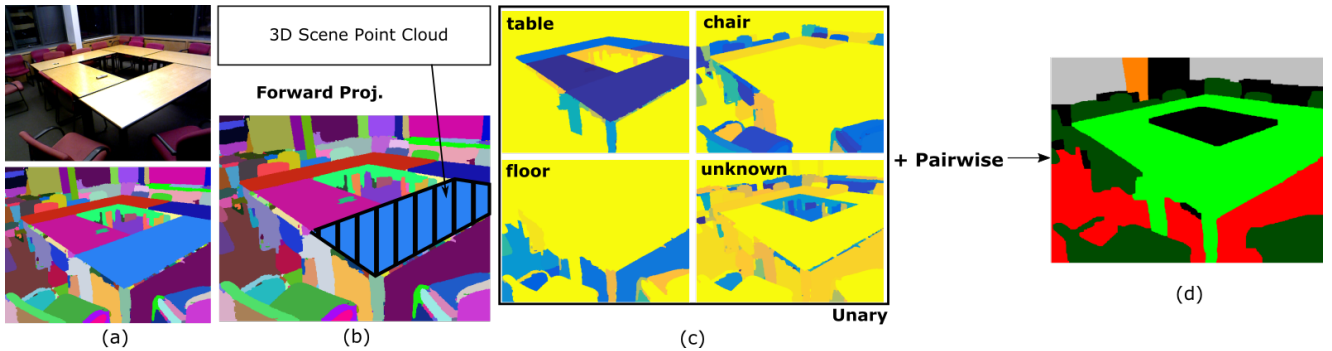 3D Scene Point Cloud
Forward Proj.
table
chair
floor
unknown
+ Pairwise
Unary
(a)
(b)
(c)
(d)